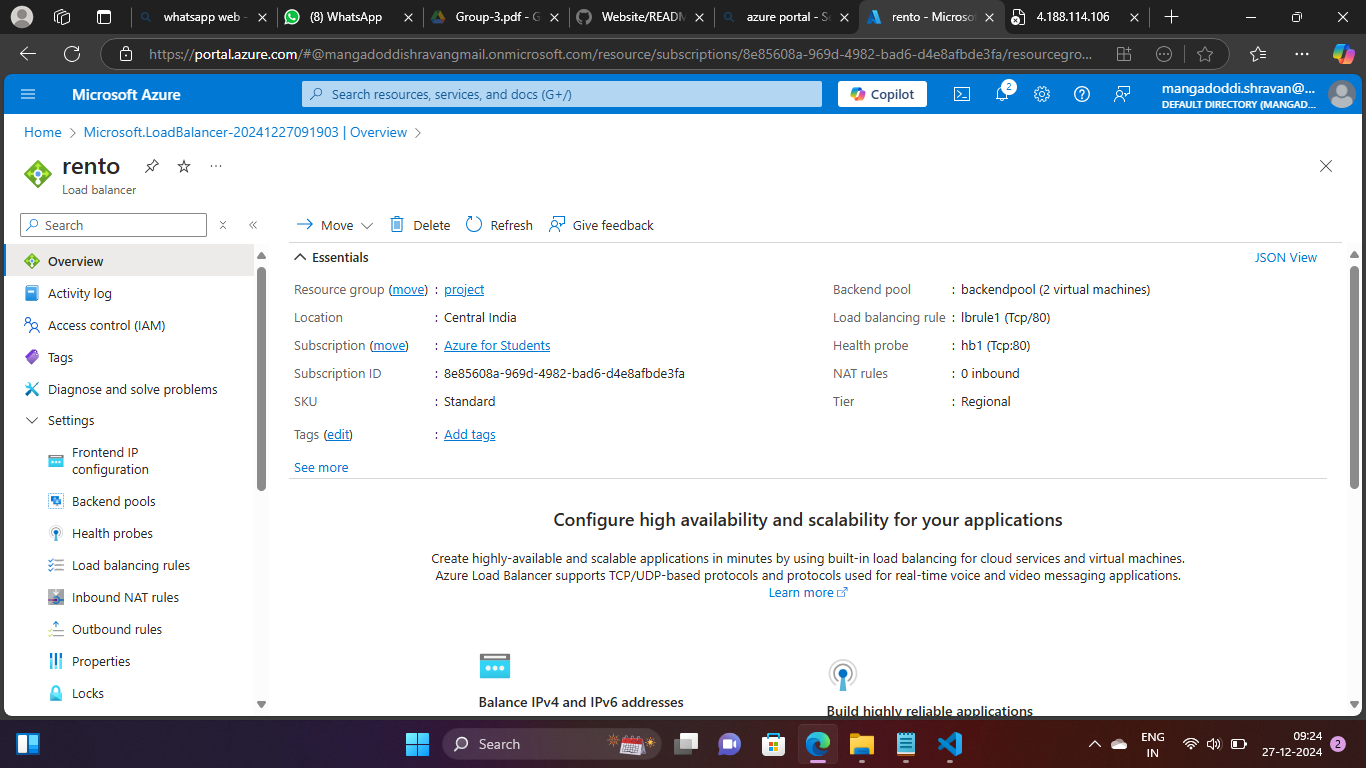 whatsapp web -
(8) WhatsApp
Group-3.pdf - G
Website/READM
azure portal - Se
rento - Microsof
4.188.114.106
https://portal.azure.com/#@mangadoddishravangmail.onmicrosoft.com/resource/subscriptions/8e85608a-969d-4982-bad6-d4e8afbde3fa/resourcegro...
Microsoft Azure
Search resources, services, and docs (G+/)
Copilot
2
mangadoddi.shravan@...
DEFAULT DIRECTORY (MANGAD...
Home > Microsoft.LoadBalancer-20241227091903 | Overview >
rento
Load balancer
Search
Move
Delete
Refresh
Give feedback
Overview
Activity log
Access control (IAM)
Tags
Diagnose and solve problems
Settings
Frontend IP
configuration
Backend pools
Health probes
Load balancing rules
Inbound NAT rules
Outbound rules
Properties
Locks
Essentials
JSON View
Resource group (move) : project
Location : Central India
Subscription (move) : Azure for Students
Subscription ID : 8e85608a-969d-4982-bad6-d4e8afbde3fa
SKU : Standard
Tags (edit) : Add tags
See more
Backend pool : backendpool (2 virtual machines)
Load balancing rule : lbrule1 (Tcp/80)
Health probe : hb1 (Tcp:80)
NAT rules : 0 inbound
Tier : Regional
Configure high availability and scalability for your applications
Create highly-available and scalable applications in minutes by using built-in load balancing for cloud services and virtual machines.
Azure Load Balancer supports TCP/UDP-based protocols and protocols used for real-time voice and video messaging applications.
Learn more
Balance IPv4 and IPv6 addresses
Build highly reliable applications
Search
ENG
IN
09:24
27-12-2024
2